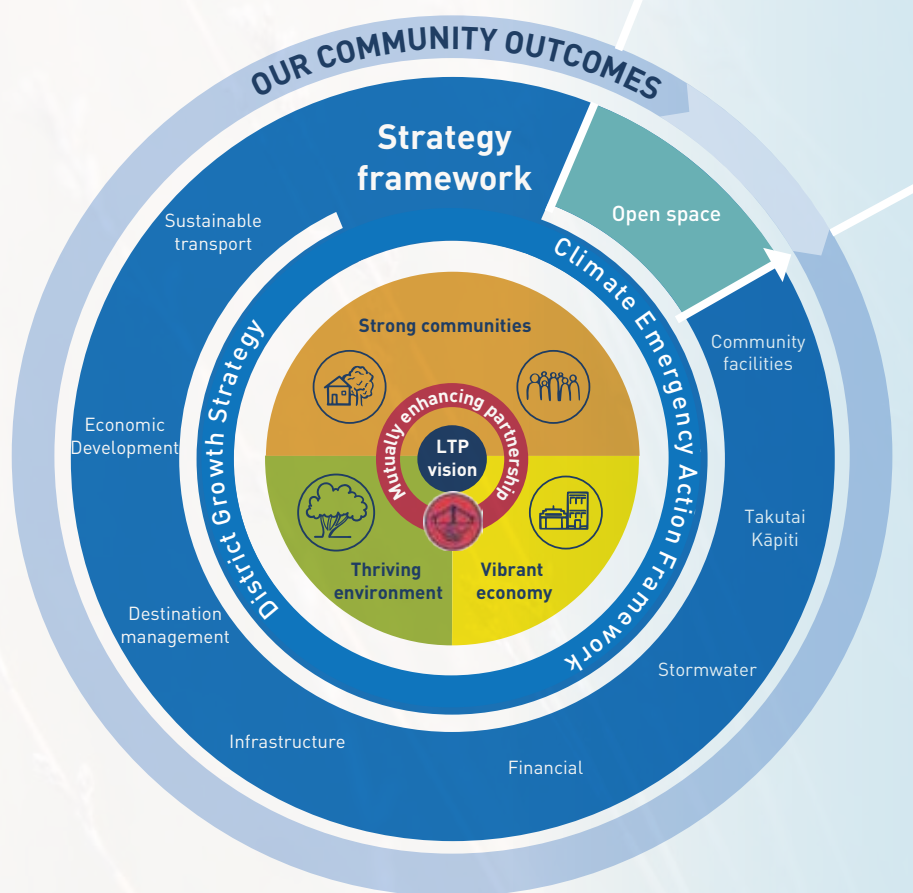 OUR COMMUNITY OUTCOMES
Strategy
framework
Open space
Sustainable
transport
Community
facilities
Economic
Development
Takutai
Kāpiti
Destination
management
Stormwater
Infrastructure
Financial
District Growth Strategy
Climate Emergency Action Framework
Strong communities
Mutually enhancing partnership
LTP
vision
Thriving
environment
Vibrant
economy